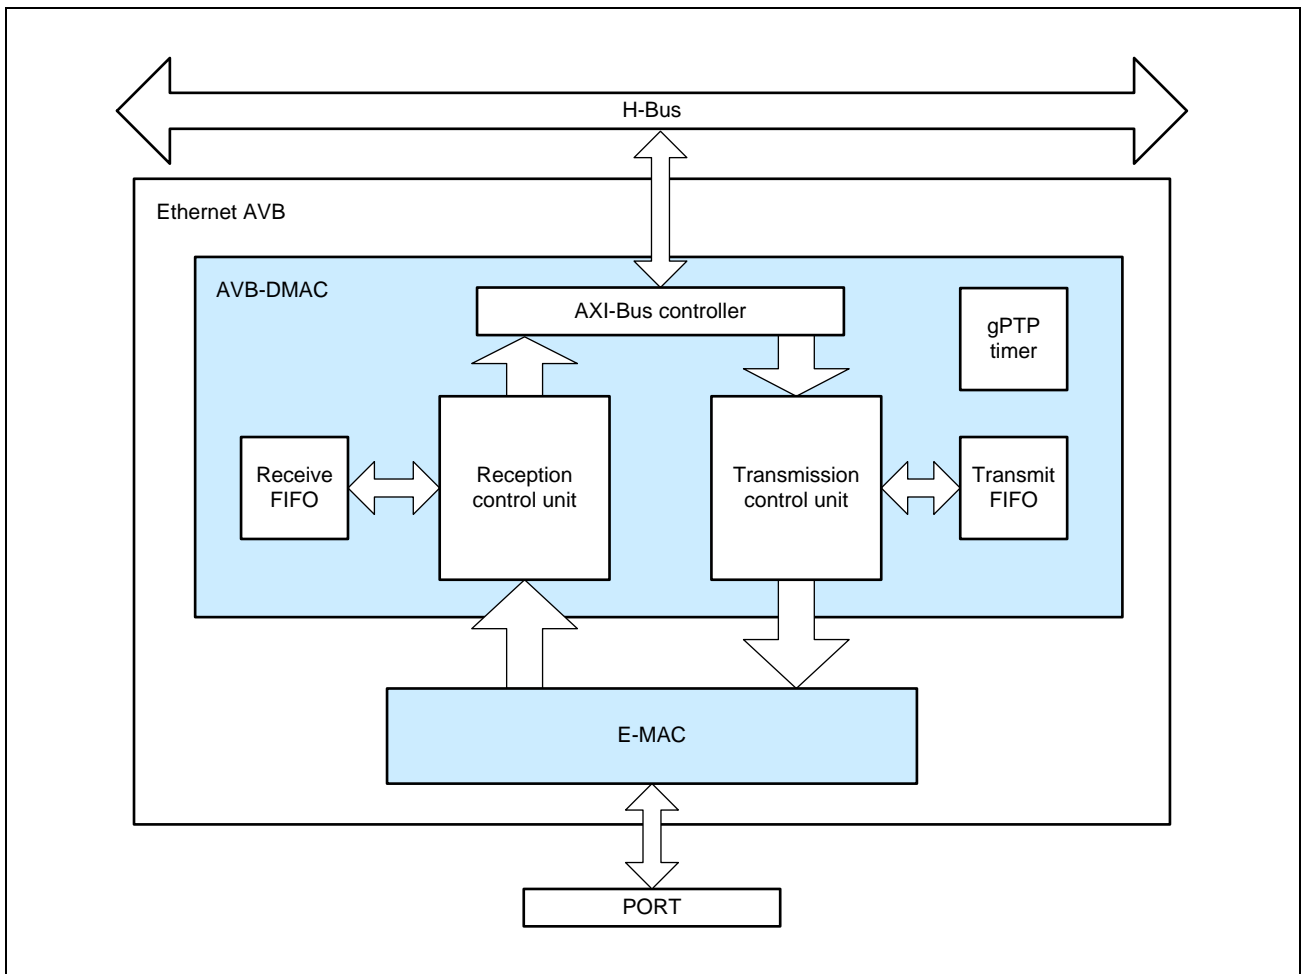 H-Bus
Ethernet AVB
AVB-DMAC
AXI-Bus controller
gPTP
timer
Receive
FIFO
Reception
control unit
Transmission
control unit
Transmit
FIFO
E-MAC
PORT